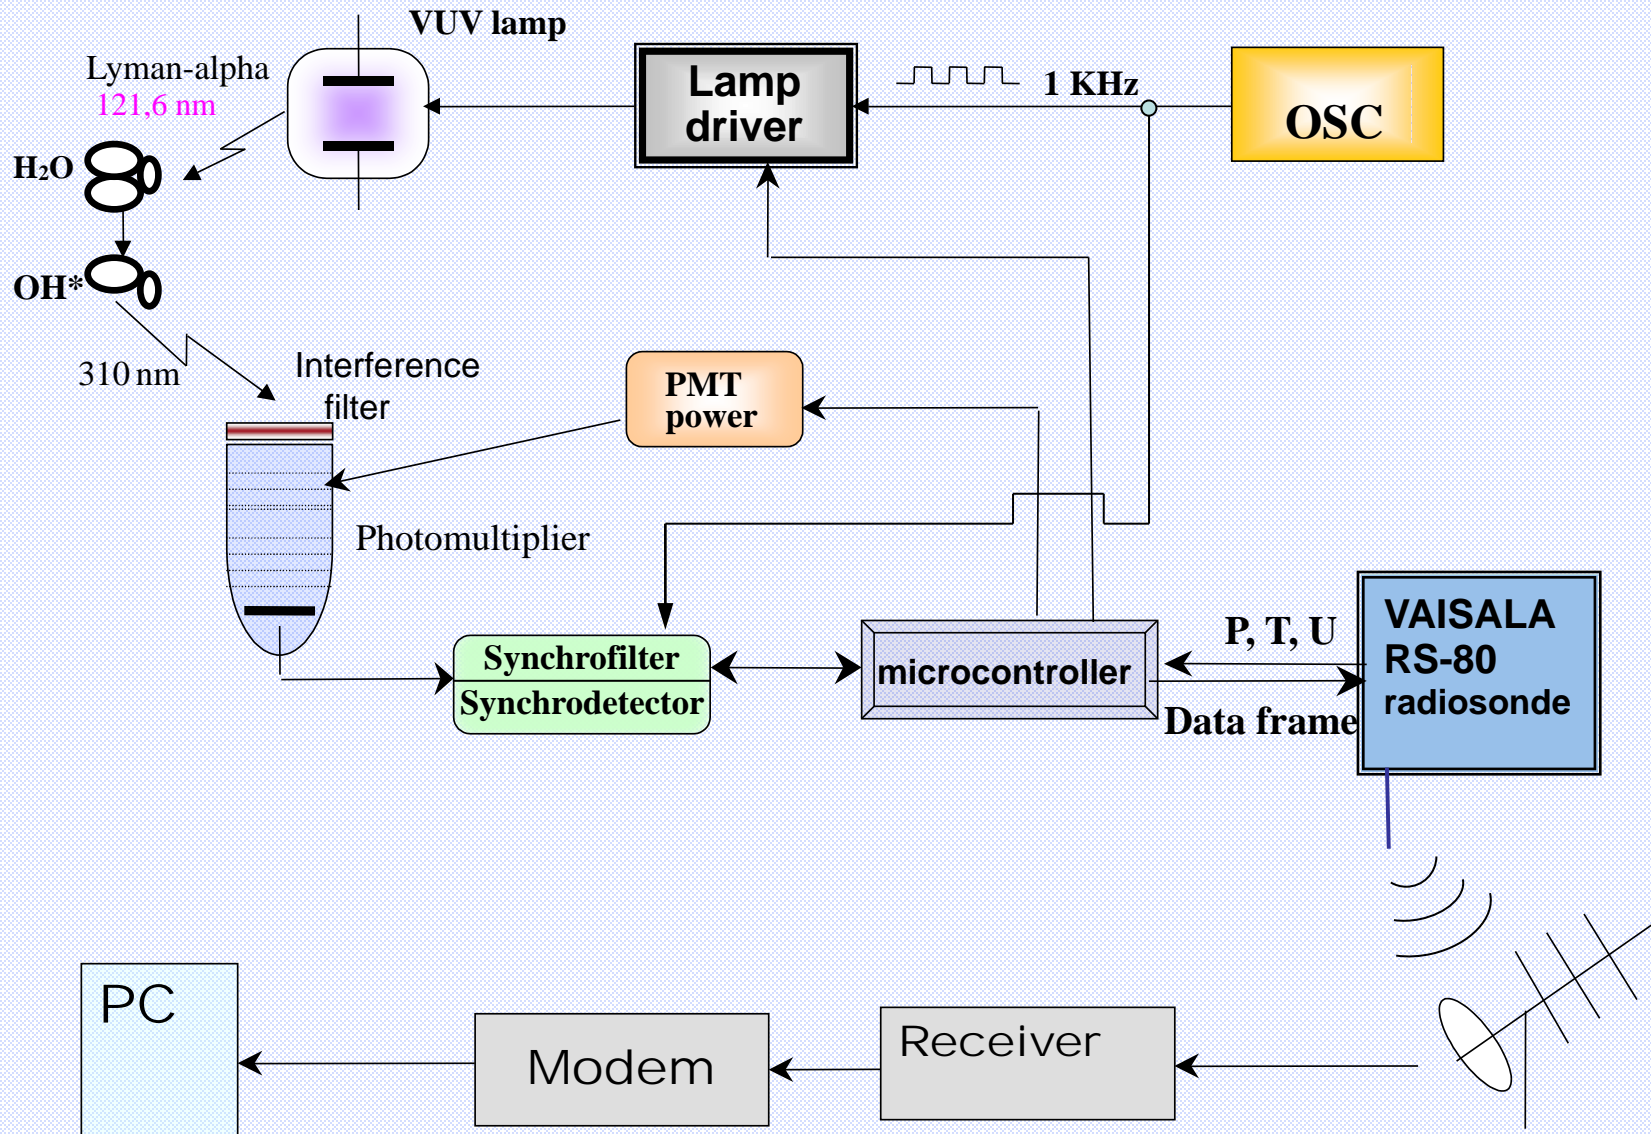 VUV lamp
Lyman-alpha
121,6 nm
Lamp
driver
1 KHz
OSC
H₂O
OH*
310 nm
Interference
filter
PMT
power
Photomultiplier
Synchrofilter
Synchrodetector
microcontroller
P, T, U
Data frame
VAISALA
RS-80
radiosonde
PC
Modem
Receiver